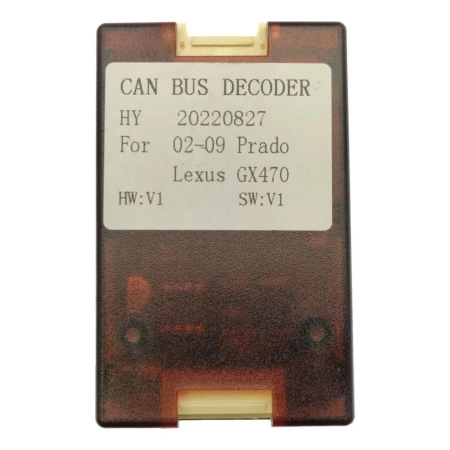 CAN BUS DECODER
HY 20220827
For 02-09 Prado
Lexus GX470
HW:V1 SW:V1